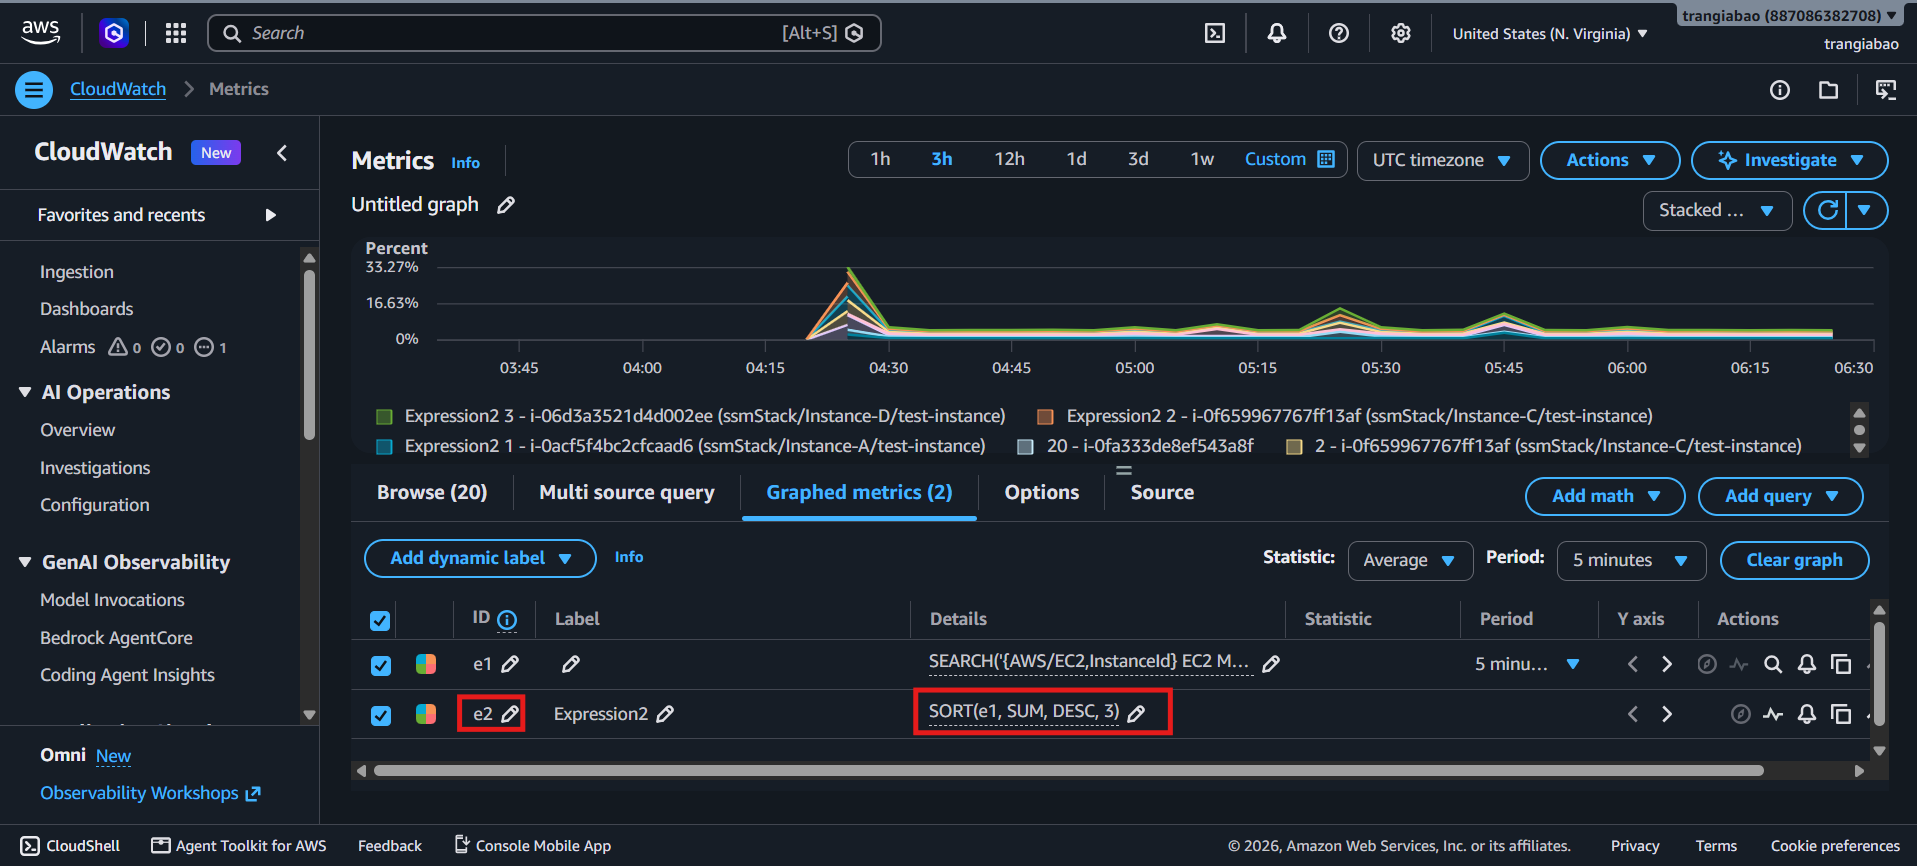 aws
Search [Alt+S]
United States (N. Virginia)
trangiabao (887086382708)
trangiabao
CloudWatch Metrics
CloudWatch New
Favorites and recents
Ingestion
Dashboards
Alarms 0 0 1
AI Operations
Overview
Investigations
Configuration
GenAI Observability
Model Invocations
Bedrock AgentCore
Coding Agent Insights
Omni New
Observability Workshops
Metrics Info
1h 3h 12h 1d 3d 1w Custom UTC timezone Actions Investigate
Untitled graph
Stacked ...
Percent
33.27%
16.63%
0%
03:45 04:00 04:15 04:30 04:45 05:00 05:15 05:30 05:45 06:00 06:15 06:30
Expression2 3 - i-06d3a3521d4d002ee (ssmStack/Instance-D/test-instance) Expression2 2 - i-0f659967767ff13af (ssmStack/Instance-C/test-instance)
Expression2 1 - i-0acf5f4bc2cfcaad6 (ssmStack/Instance-A/test-instance) 20 - i-0fa333de8ef543a8f 2 - i-0f659967767ff13af (ssmStack/Instance-C/test-instance)
Browse (20) Multi source query Graphed metrics (2) Options Source Add math Add query
Add dynamic label Info Statistic: Average Period: 5 minutes Clear graph
ID Label Details Statistic Period Y axis Actions
e1 SEARCH('{AWS/EC2,InstanceId} EC2 M... 5 minu...
e2 Expression2 SORT(e1, SUM, DESC, 3)
CloudShell Agent Toolkit for AWS Feedback Console Mobile App © 2026, Amazon Web Services, Inc. or its affiliates. Privacy Terms Cookie preferences